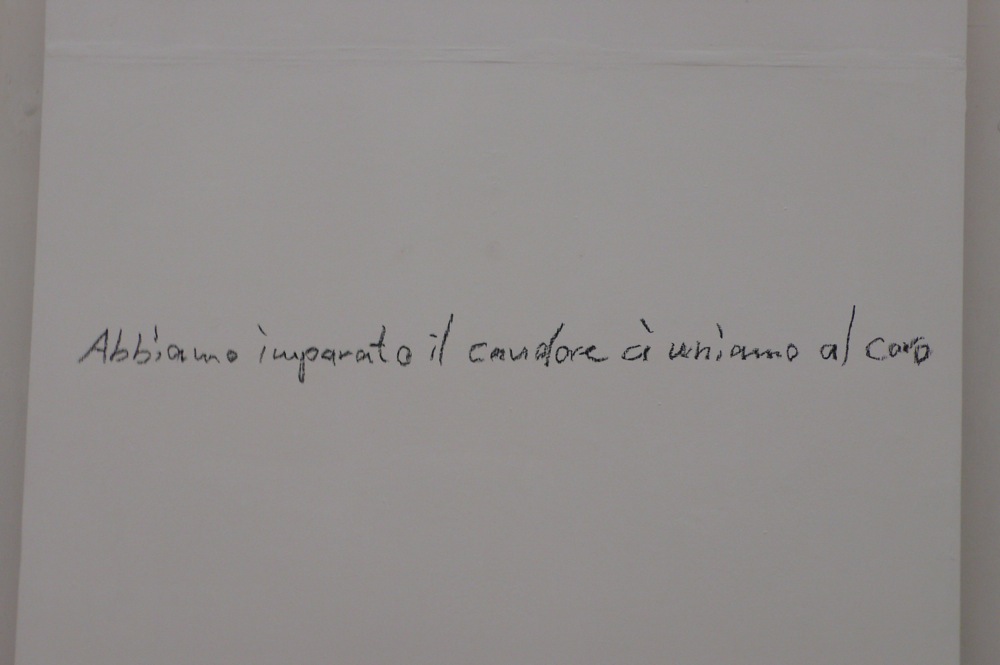 Abbiamo imparato il candore ci uniamo al coro